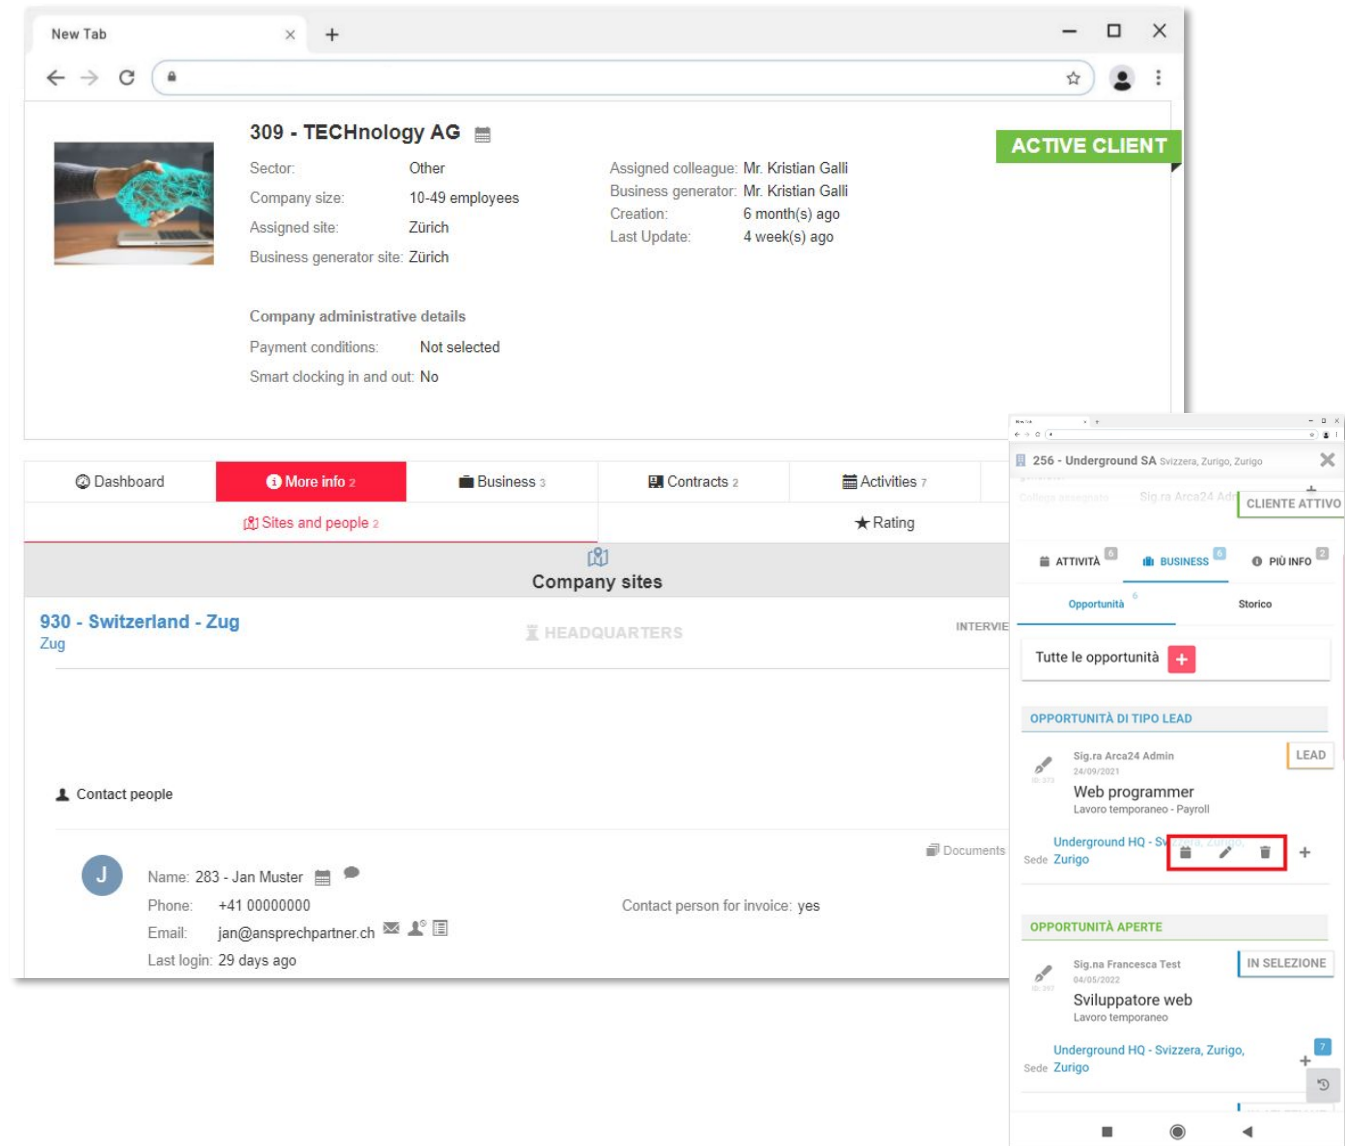 New Tab
309 - TECHnology AG
ACTIVE CLIENT
Sector: Other
Company size: 10-49 employees
Assigned site: Zürich
Business generator site: Zürich
Assigned colleague: Mr. Kristian Galli
Business generator: Mr. Kristian Galli
Creation: 6 month(s) ago
Last Update: 4 week(s) ago
Company administrative details
Payment conditions: Not selected
Smart clocking in and out: No
Dashboard More info 2 Business 3 Contracts 2 Activities 7
Sites and people 2 Rating
Company sites
930 - Switzerland - Zug
Zug
HEADQUARTERS
INTERVIE
Contact people
Documents
J
Name: 283 - Jan Muster
Phone: +41 00000000
Email: jan@ansprechpartner.ch
Last login: 29 days ago
Contact person for invoice: yes
256 - Underground SA Svizzera, Zurigo, Zurigo
Sig.ra Arca24
CLIENTE ATTIVO
ATTIVITÀ 6 BUSINESS 6 PIÙ INFO 2
Opportunità 6 Storico
Tutte le opportunità +
OPPORTUNITÀ DI TIPO LEAD
Sig.ra Arca24 Admin
LEAD
24/09/2021
ID: 273
Web programmer
Lavoro temporaneo - Payroll
Underground HQ - Svizzera, Zurigo,
Sede Zurigo
OPPORTUNITÀ APERTE
Sig.na Francesca Test
IN SELEZIONE
04/05/2022
Sviluppatore web
Lavoro temporaneo
Underground HQ - Svizzera, Zurigo,
7
Sede Zurigo